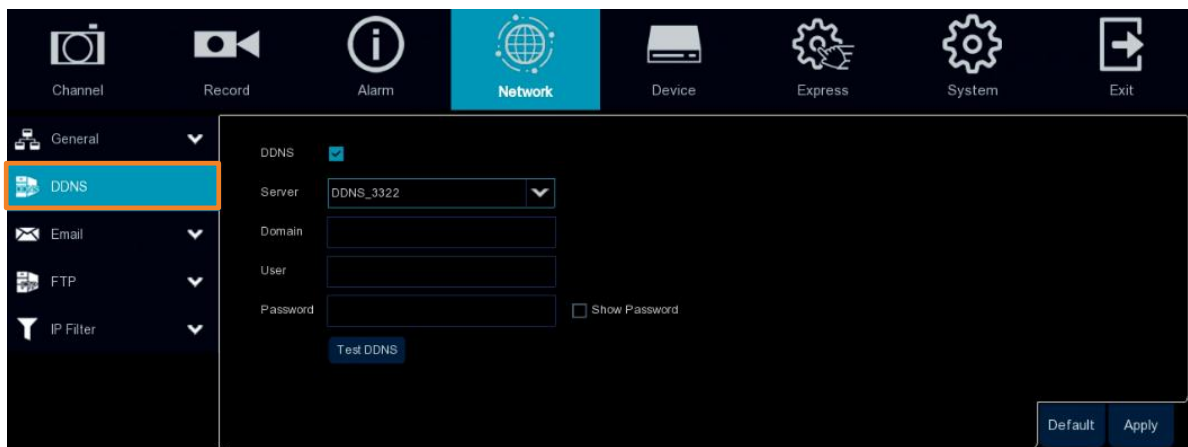 Channel Record Alarm Network Device Express System Exit
General
DDNS
Email
FTP
IP Filter
DDNS
Server DDNS_3322
Domain
User
Password Show Password
Test DDNS
Default Apply